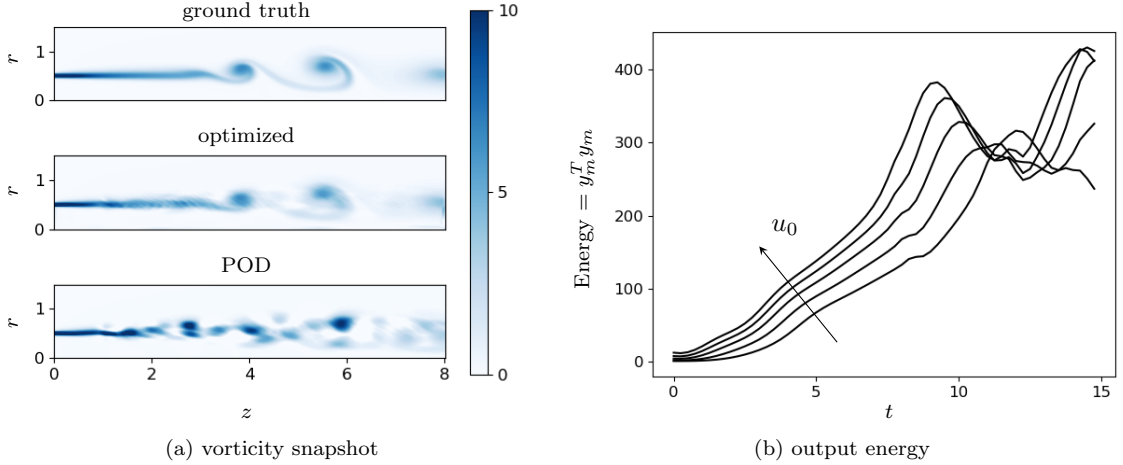 ground truth
r
1
0
optimized
r
1
0
POD
r
1
0
0 2 4 6 8
z
10
5
0
(a) vorticity snapshot
Energy = $y_m^T y_m$
400
300
200
100
0
u₀
0 5 10 15
t
(b) output energy